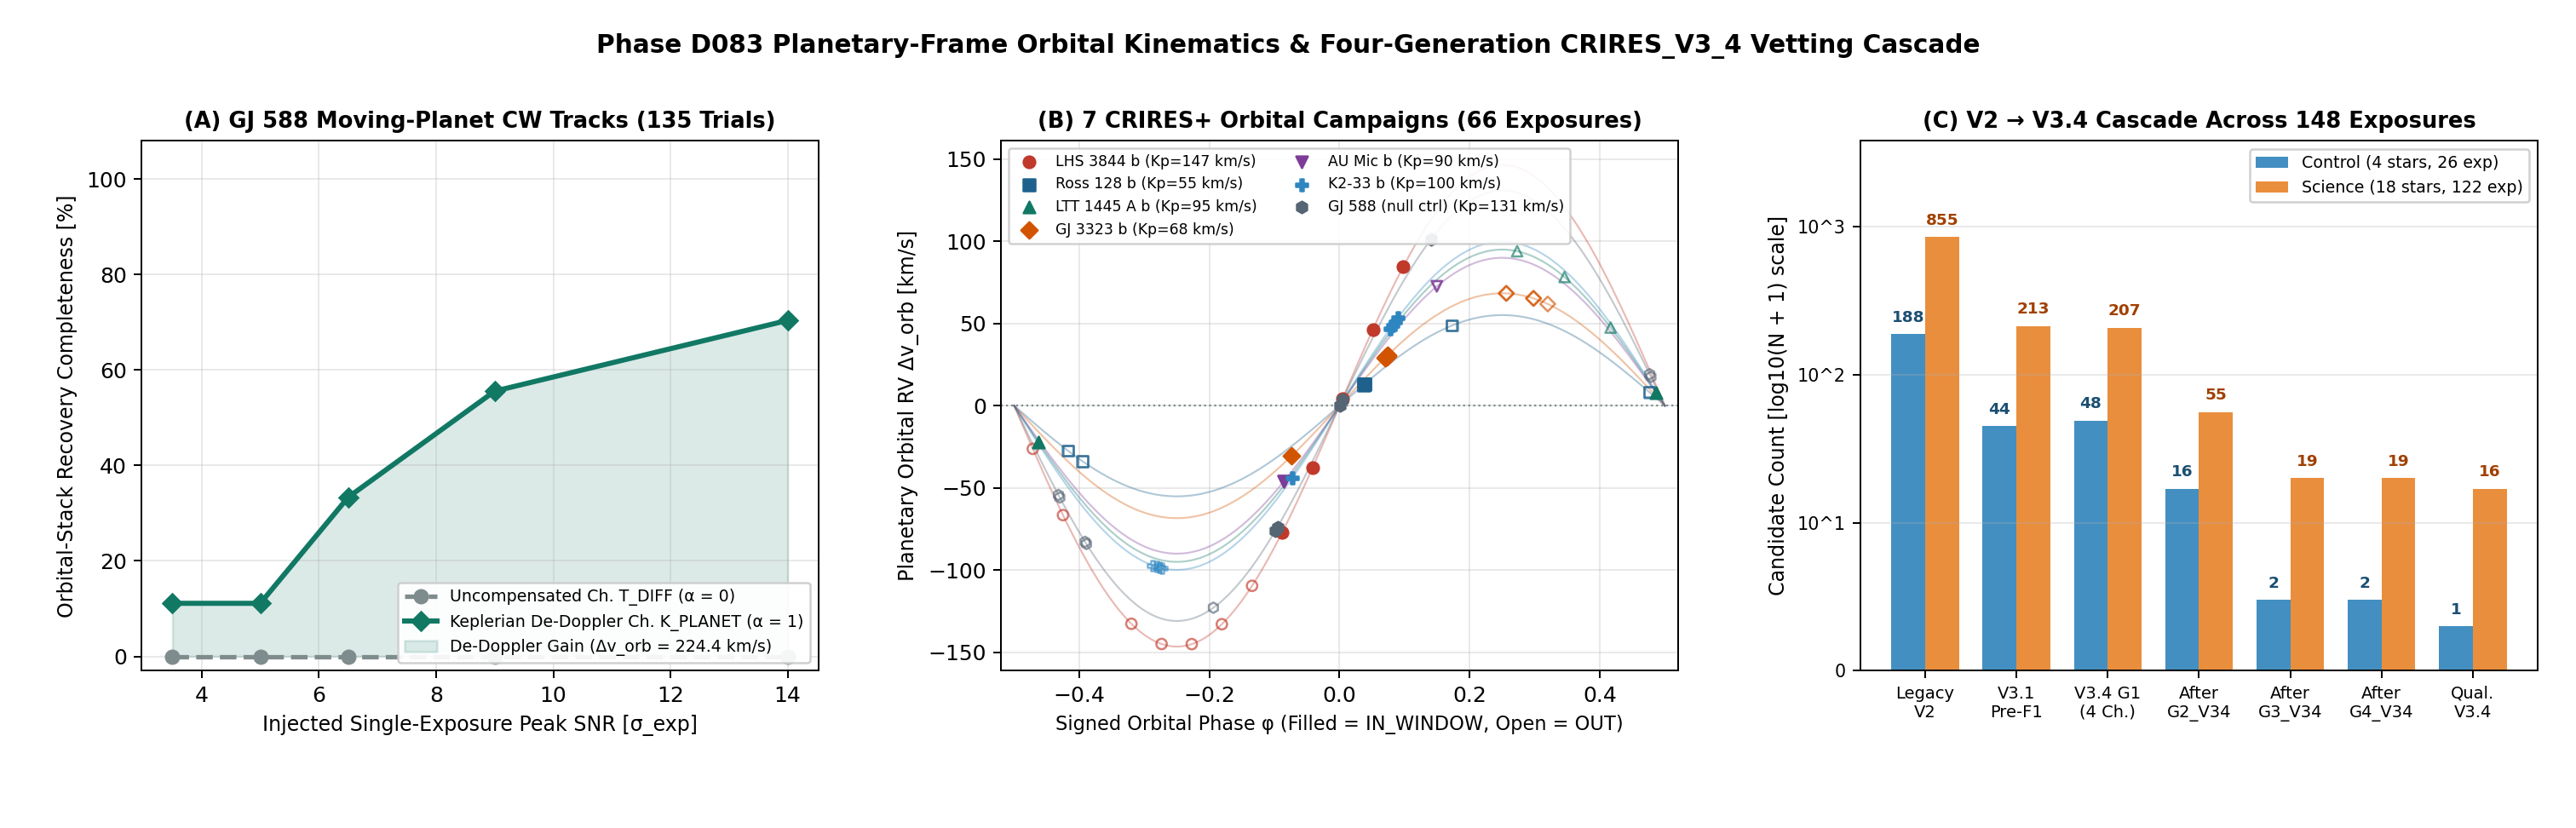 Phase D083 Planetary-Frame Orbital Kinematics & Four-Generation CRIRES_V3_4 Vetting Cascade
(A) GJ 588 Moving-Planet CW Tracks (135 Trials)
Orbital-Stack Recovery Completeness [%]
100
80
60
40
20
0
Uncompensated Ch. T_DIFF (α = 0)
Keplerian De-Doppler Ch. K_PLANET (α = 1)
De-Doppler Gain (Δv_orb = 224.4 km/s)
4
6
8
10
12
14
Injected Single-Exposure Peak SNR [σ_exp]
(B) 7 CRIRES+ Orbital Campaigns (66 Exposures)
Planetary Orbital RV Δv_orb [km/s]
150
100
50
0
−50
−100
−150
LHS 3844 b (Kp=147 km/s)
Ross 128 b (Kp=55 km/s)
LTT 1445 A b (Kp=95 km/s)
GJ 3323 b (Kp=68 km/s)
AU Mic b (Kp=90 km/s)
K2-33 b (Kp=100 km/s)
GJ 588 (null ctrl) (Kp=131 km/s)
−0.4
−0.2
0.0
0.2
0.4
Signed Orbital Phase φ (Filled = IN_WINDOW, Open = OUT)
(C) V2 → V3.4 Cascade Across 148 Exposures
Candidate Count [log10(N + 1) scale]
10^3
10^2
10^1
0
Control (4 stars, 26 exp)
Science (18 stars, 122 exp)
188
855
44
213
48
207
16
55
2
19
2
19
1
16
Legacy
V2
V3.1
Pre-F1
V3.4 G1
(4 Ch.)
After
G2_V34
After
G3_V34
After
G4_V34
Qual.
V3.4